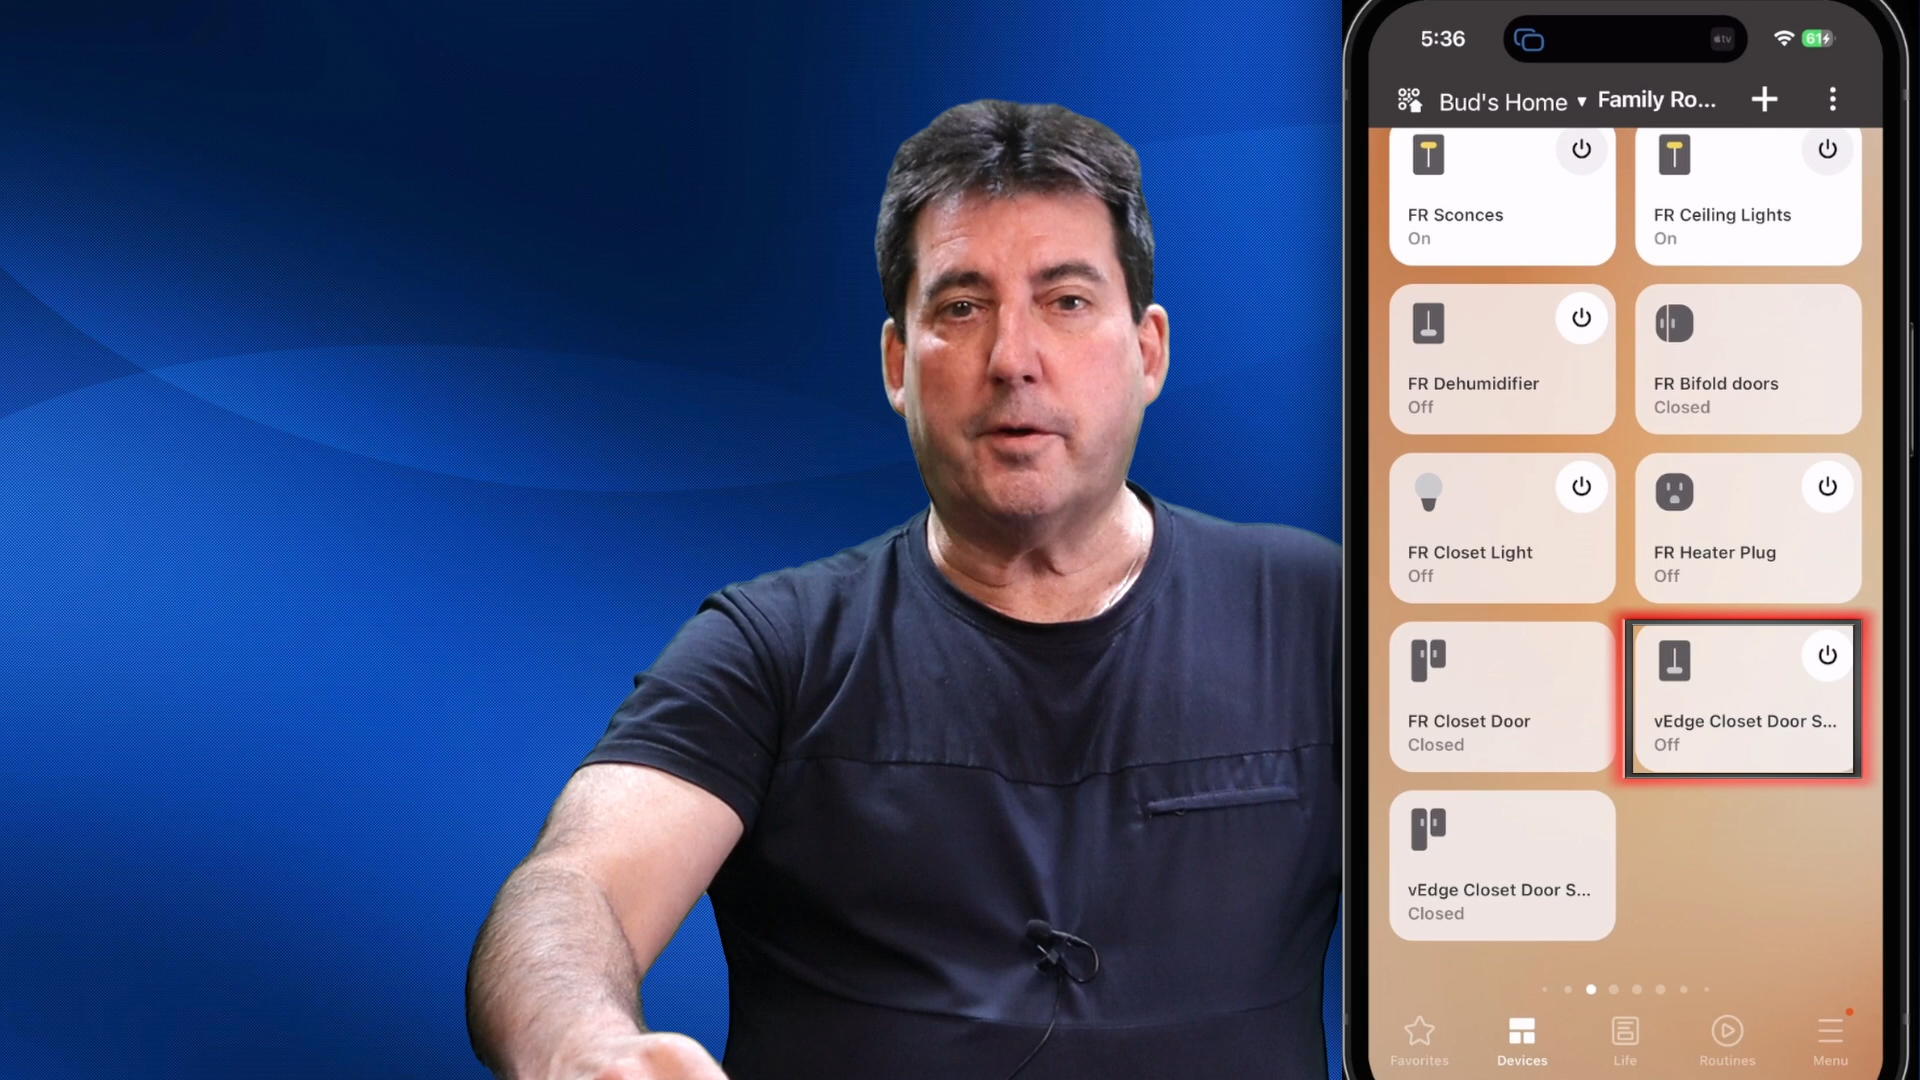 5:36
tv
61
Bud's Home ▾ Family Ro...
FR Sconces
On
FR Ceiling Lights
On
FR Dehumidifier
Off
FR Bifold doors
Closed
FR Closet Light
Off
FR Heater Plug
Off
FR Closet Door
Closed
vEdge Closet Door S...
Off
vEdge Closet Door S...
Closed
Favorites
Devices
Life
Routines
Menu